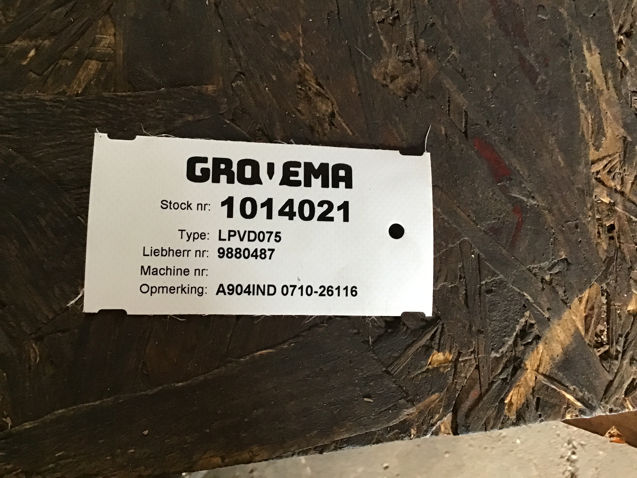 GROVEMA
Stock nr: 1014021
Type: LPVD075
Liebherr nr: 9880487
Machine nr:
Opmerking: A904IND 0710-26116